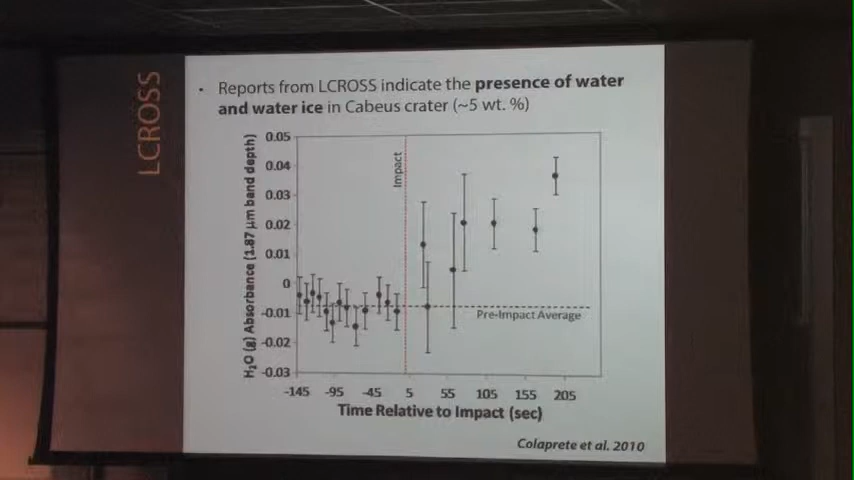 LCROSS
• Reports from LCROSS indicate the presence of water
and water ice in Cabeus crater (~5 wt. %)
H₂O (g) Absorbance (1.87 µm band depth)
0.05
0.04
0.03
0.02
0.01
0
-0.01
-0.02
-0.03
Impact
Pre-Impact Average
-145 -95 -45 5 55 105 155 205
Time Relative to Impact (sec)
Colaprete et al. 2010